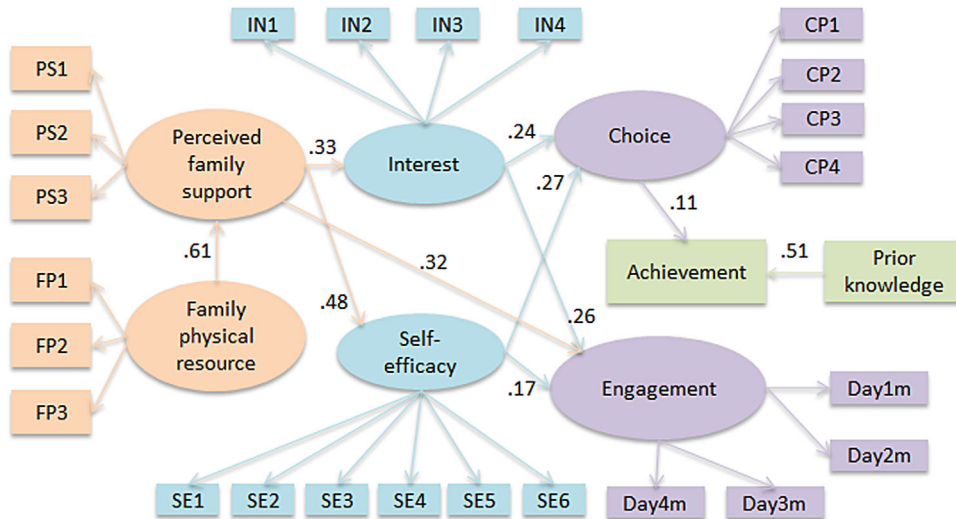 IN1
IN2
IN3
IN4
CP1
CP2
CP3
CP4
PS1
PS2
PS3
Perceived
family
support
.33
Interest
.24
Choice
.27
.11
.61
.32
Achievement
.51
Prior
knowledge
FP1
FP2
FP3
Family
physical
resource
.48
Self-
efficacy
.26
.17
Engagement
Day1m
Day2m
SE1
SE2
SE3
SE4
SE5
SE6
Day4m
Day3m